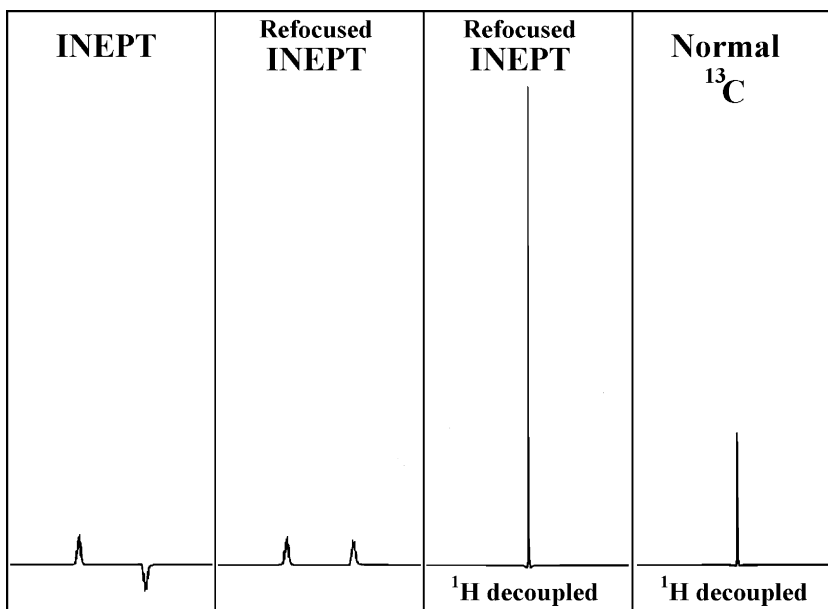 INEPT
Refocused
INEPT
Refocused
INEPT
Normal
¹³C
¹H decoupled
¹H decoupled